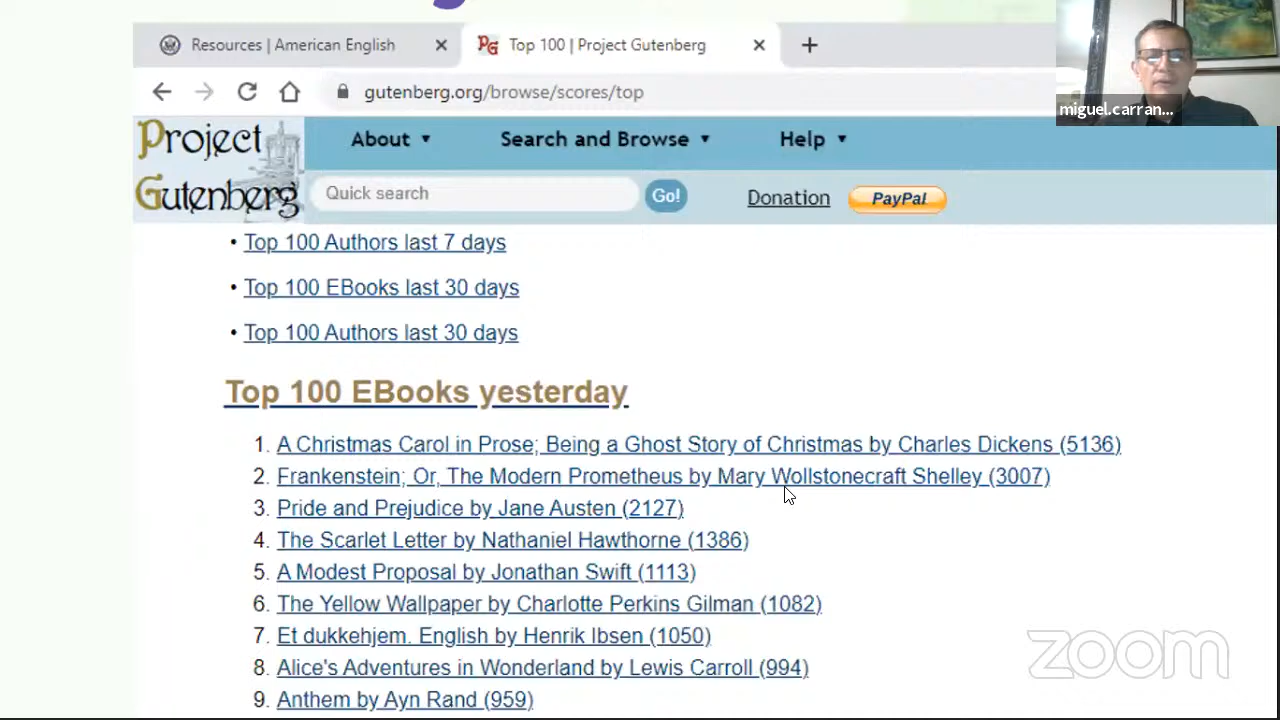 Resources | American English
Top 100 | Project Gutenberg
gutenberg.org/browse/scores/top
miguel.carran...
Project
Gutenberg
About
Search and Browse
Help
Quick search
Go!
Donation
PayPal
• Top 100 Authors last 7 days
• Top 100 EBooks last 30 days
• Top 100 Authors last 30 days
Top 100 EBooks yesterday
1. A Christmas Carol in Prose; Being a Ghost Story of Christmas by Charles Dickens (5136)
2. Frankenstein; Or, The Modern Prometheus by Mary Wollstonecraft Shelley (3007)
3. Pride and Prejudice by Jane Austen (2127)
4. The Scarlet Letter by Nathaniel Hawthorne (1386)
5. A Modest Proposal by Jonathan Swift (1113)
6. The Yellow Wallpaper by Charlotte Perkins Gilman (1082)
7. Et dukkehjem. English by Henrik Ibsen (1050)
8. Alice's Adventures in Wonderland by Lewis Carroll (994)
9. Anthem by Ayn Rand (959)
zoom